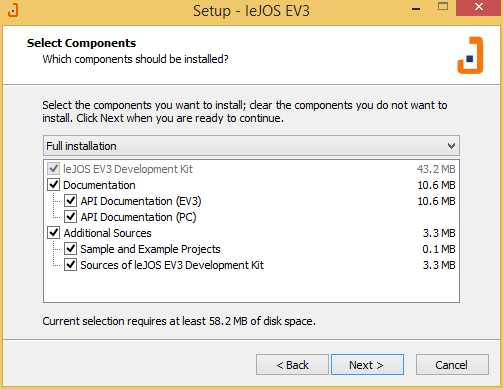 Setup - leJOS EV3
Select Components
Which components should be installed?
Select the components you want to install; clear the components you do not want to
install. Click Next when you are ready to continue.
Full installation
leJOS EV3 Development Kit 43.2 MB
Documentation 10.6 MB
API Documentation (EV3) 10.6 MB
API Documentation (PC)
Additional Sources 3.3 MB
Sample and Example Projects 0.1 MB
Sources of leJOS EV3 Development Kit 3.3 MB
Current selection requires at least 58.2 MB of disk space.
< Back Next > Cancel